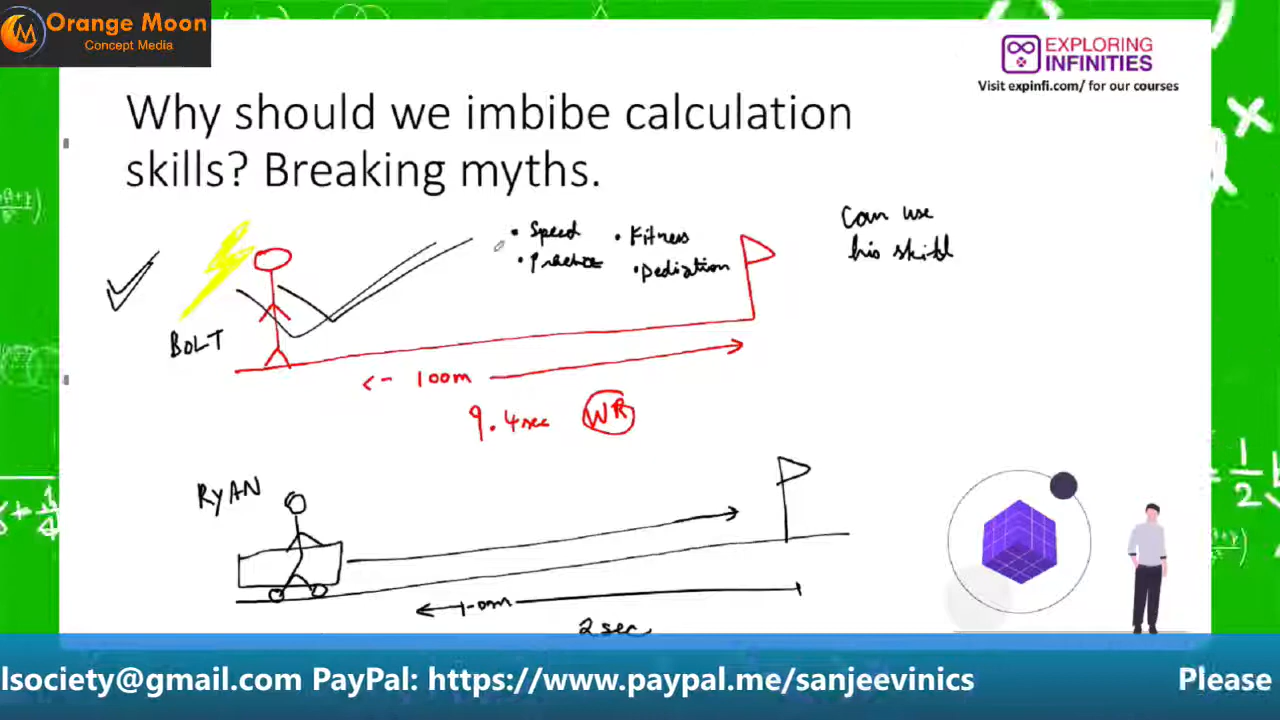 Orange Moon
Concept Media
EXPLORING
INFINITIES
Visit expinfi.com/ for our courses
Why should we imbibe calculation
skills? Breaking myths.
• Speed • Fitness
• Practice • Dedication
Can use
his skill
BOLT
<- 100m
9.4sec WR
RYAN
100m
2sec
lsociety@gmail.com PayPal: https://www.paypal.me/sanjeevinics Please